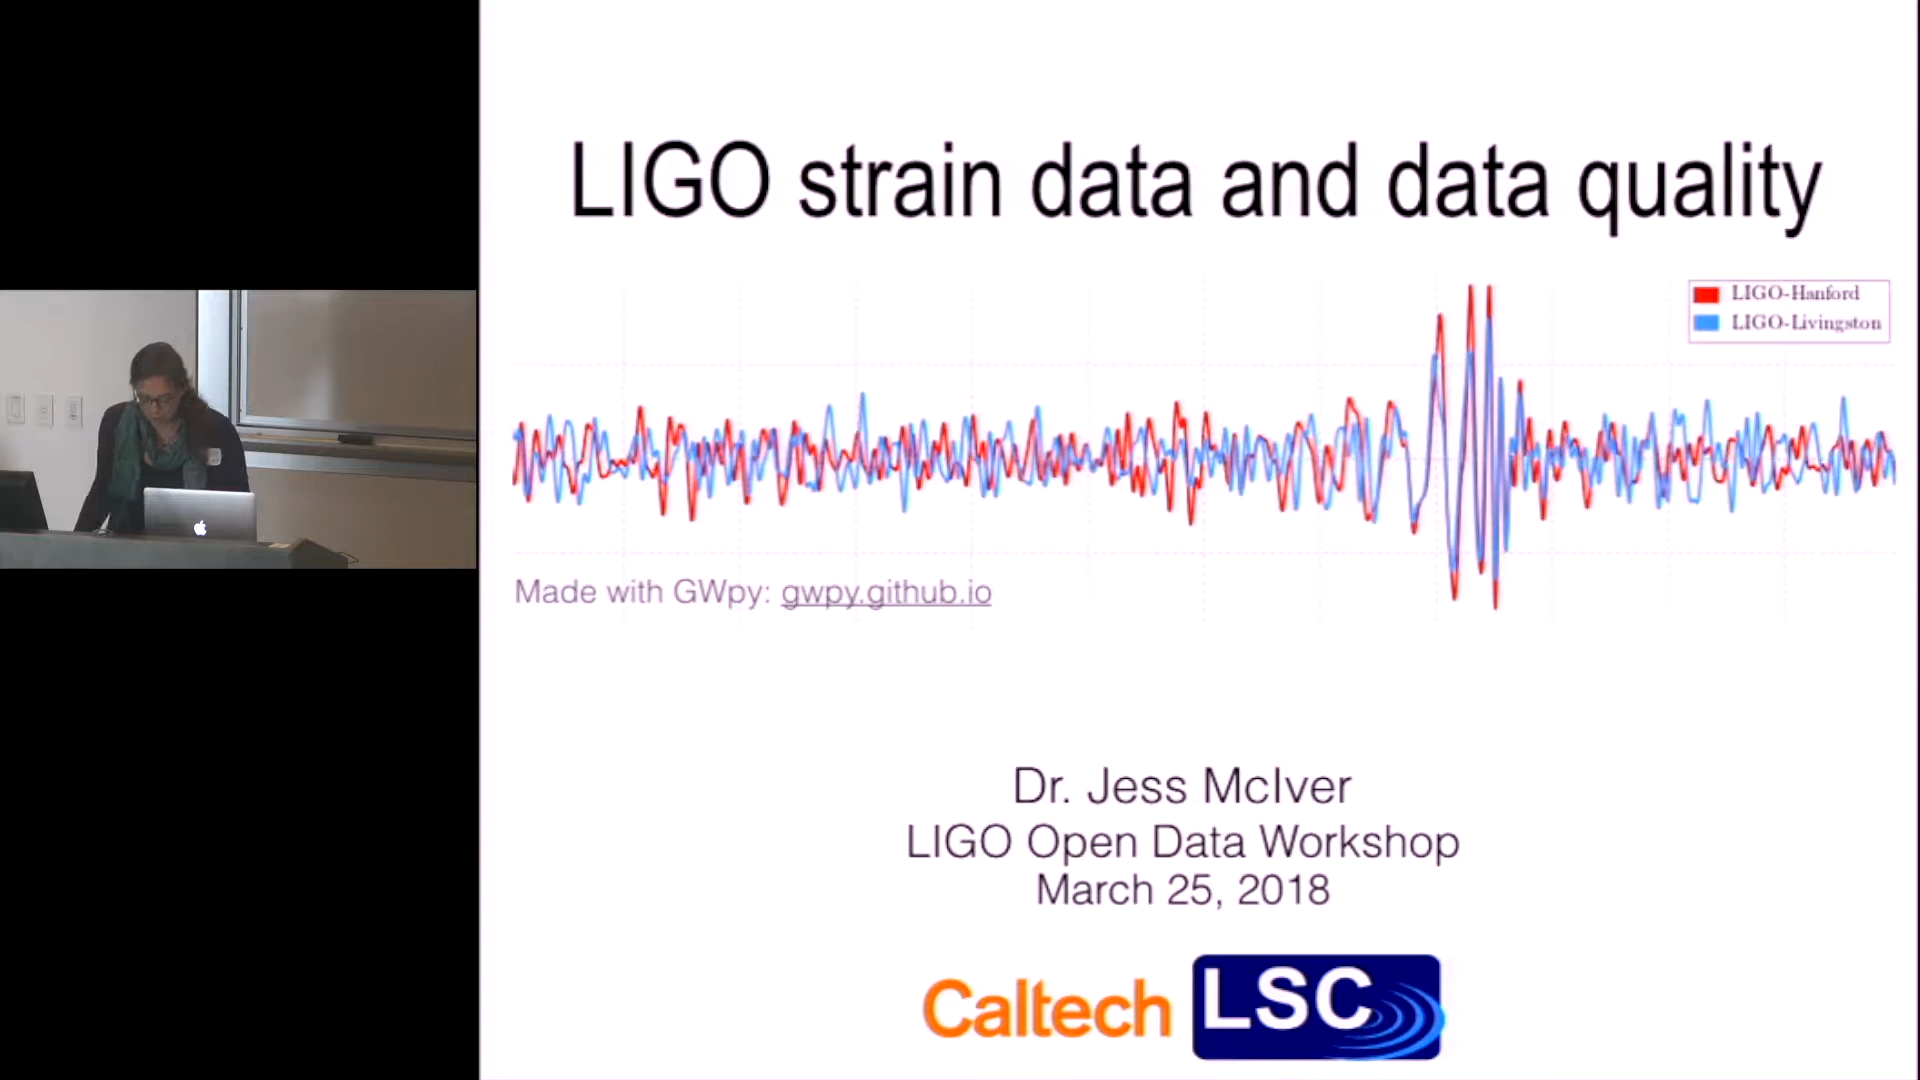 LIGO strain data and data quality
LIGO-Hanford
LIGO-Livingston
Made with GWpy: gwpy.github.io
Dr. Jess McIver
LIGO Open Data Workshop
March 25, 2018
Caltech
LSC